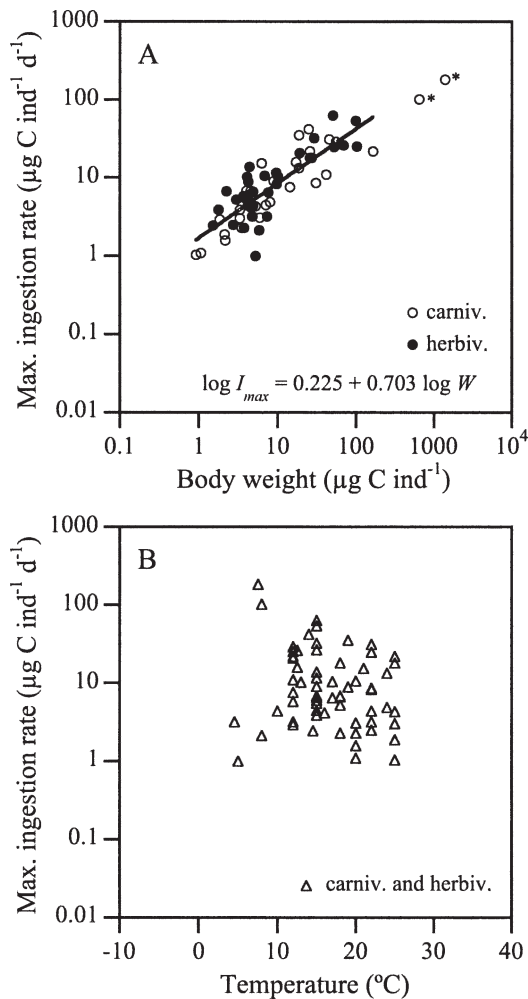 A
Max. ingestion rate (µg C ind⁻¹ d⁻¹)
1000
100
10
1
0.1
0.01
*
*
carniv.
herbiv.
log I_max = 0.225 + 0.703 log W
0.1 1 10 100 1000 10⁴
Body weight (µg C ind⁻¹)
B
Max. ingestion rate (µg C ind⁻¹ d⁻¹)
1000
100
10
1
0.1
0.01
carniv. and herbiv.
-10 0 10 20 30 40
Temperature (ºC)